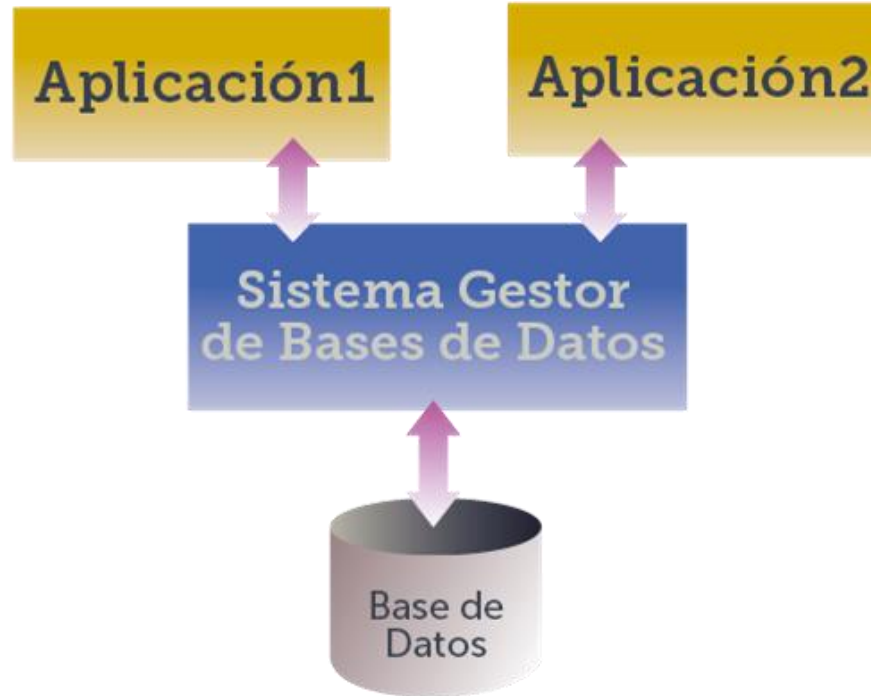 Aplicación1
Aplicación2
Sistema Gestor
de Bases de Datos
Base de
Datos